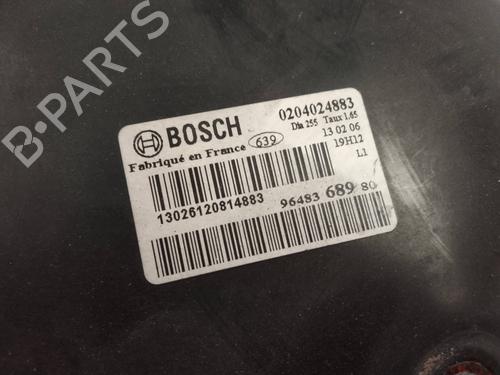 B-PARTS
BOSCH
0204024883
Dia 255 Taux 1.65
Fabriqué en France 639
13 02 06
19H12
L1
13026120814883
96483 689 80